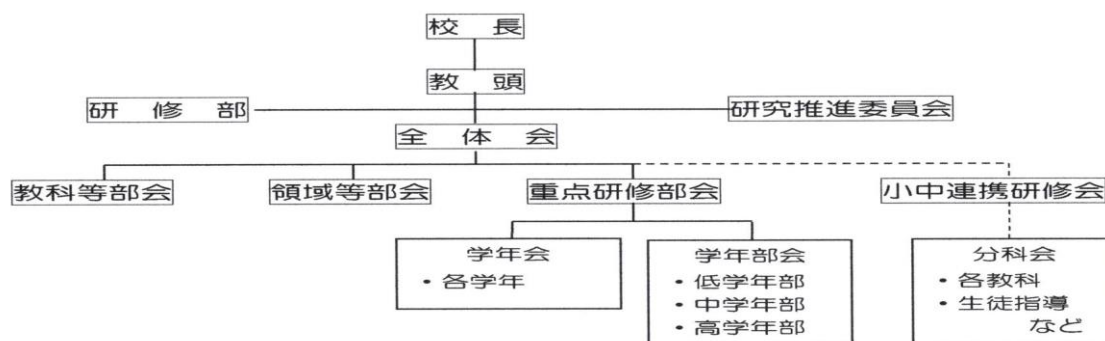 校　長
教　頭
研　修　部
研究推進委員会
全　体　会
教科等部会
領域等部会
重点研修部会
小中連携研修会
学年会
・各学年
学年部会
・低学年部
・中学年部
・高学年部
分科会
・各教科
・生徒指導
など